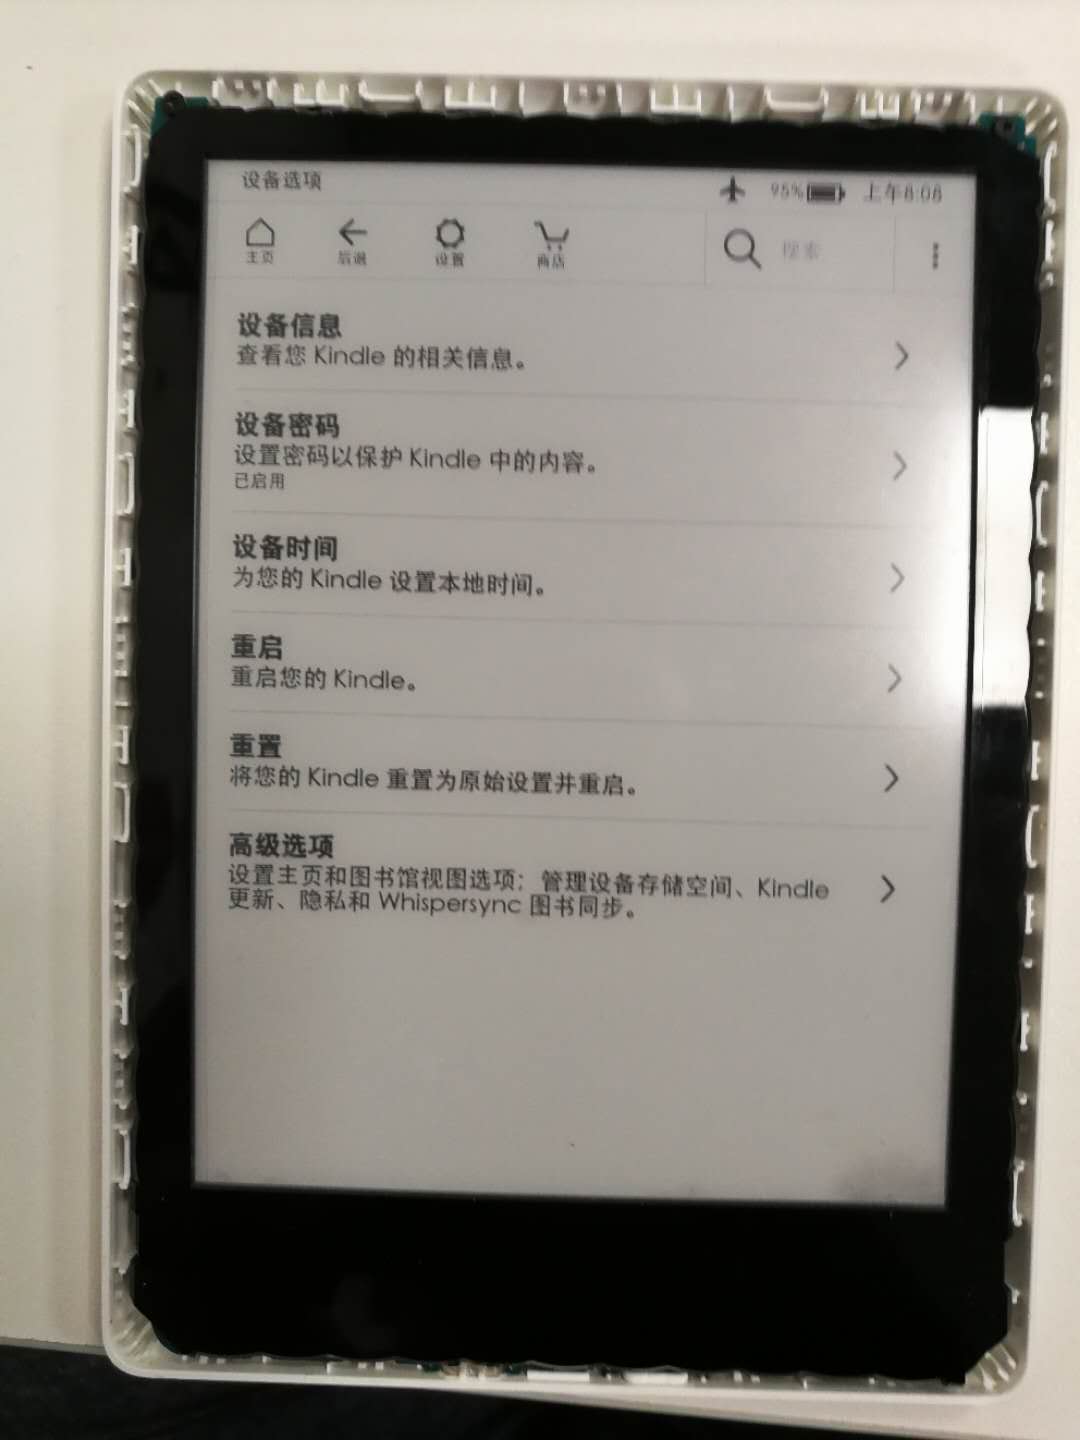 设备选项
95%
上午8:08
主页
后退
设置
商店
搜索
设备信息
查看您 Kindle 的相关信息。
设备密码
设置密码以保护 Kindle 中的内容。
已启用
设备时间
为您的 Kindle 设置本地时间。
重启
重启您的 Kindle。
重置
将您的 Kindle 重置为原始设置并重启。
高级选项
设置主页和图书馆视图选项；管理设备存储空间、Kindle
更新、隐私和 Whispersync 图书同步。